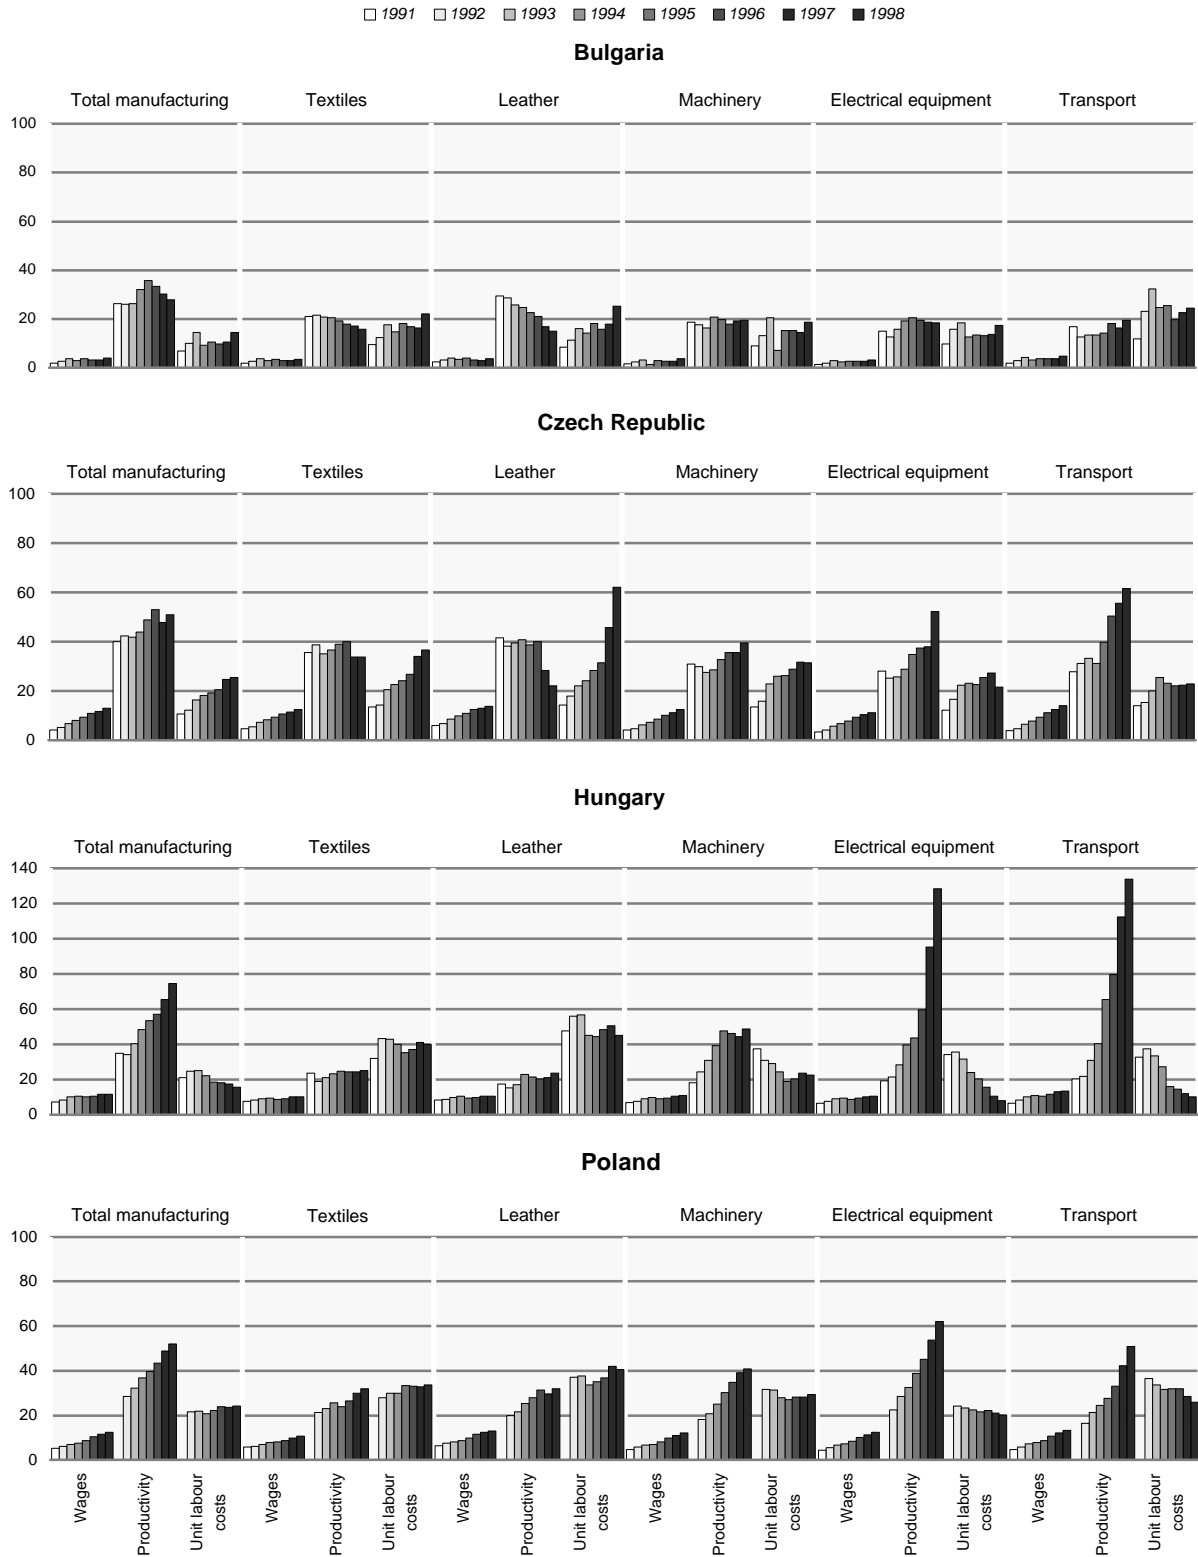 1991 1992 1993 1994 1995 1996 1997 1998
Bulgaria
Total manufacturing Textiles Leather Machinery Electrical equipment Transport
100
80
60
40
20
0
Czech Republic
Total manufacturing Textiles Leather Machinery Electrical equipment Transport
100
80
60
40
20
0
Hungary
Total manufacturing Textiles Leather Machinery Electrical equipment Transport
140
120
100
80
60
40
20
0
Poland
Total manufacturing Textiles Leather Machinery Electrical equipment Transport
100
80
60
40
20
0
Wages
Productivity
Unit labour
costs
Wages
Productivity
Unit labour
costs
Wages
Productivity
Unit labour
costs
Wages
Productivity
Unit labour
costs
Wages
Productivity
Unit labour
costs
Wages
Productivity
Unit labour
costs